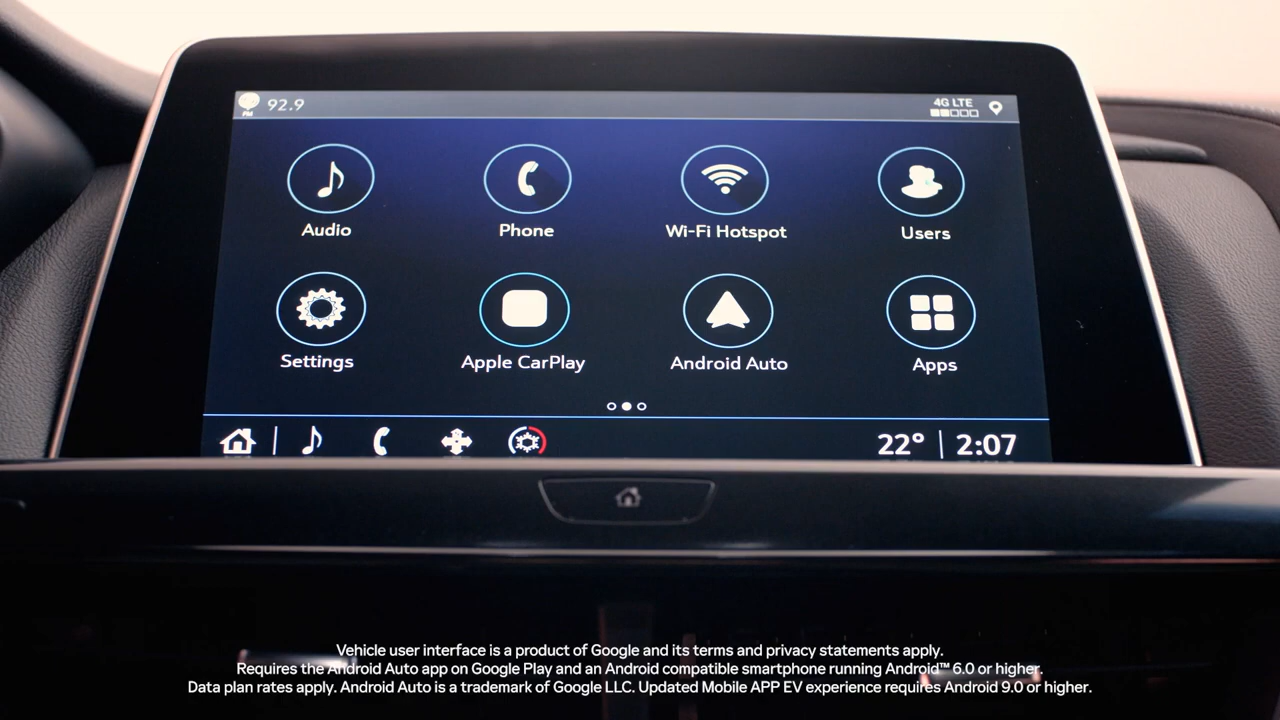 FM 92.9
4G LTE
Audio Phone Wi-Fi Hotspot Users
Settings Apple CarPlay Android Auto Apps
22° 2:07
Vehicle user interface is a product of Google and its terms and privacy statements apply.
Requires the Android Auto app on Google Play and an Android compatible smartphone running Android™ 6.0 or higher.
Data plan rates apply. Android Auto is a trademark of Google LLC. Updated Mobile APP EV experience requires Android 9.0 or higher.